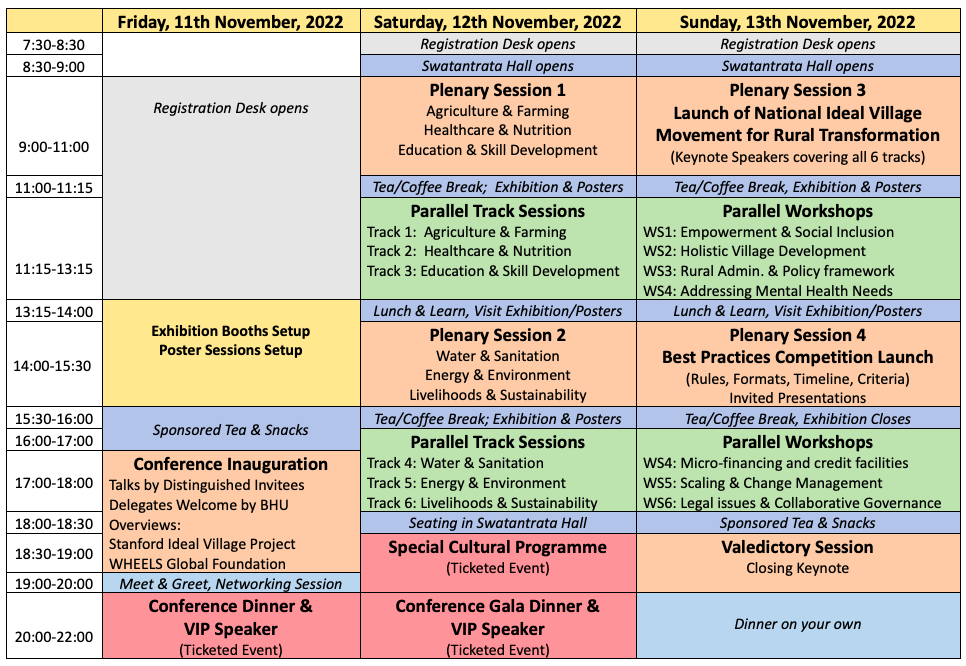 Friday, 11th November, 2022
Saturday, 12th November, 2022
Sunday, 13th November, 2022
7:30-8:30
Registration Desk opens
Registration Desk opens
8:30-9:00
Swatantrata Hall opens
Swatantrata Hall opens
9:00-11:00
Registration Desk opens
Plenary Session 1
Agriculture & Farming
Healthcare & Nutrition
Education & Skill Development
Plenary Session 3
Launch of National Ideal Village
Movement for Rural Transformation
(Keynote Speakers covering all 6 tracks)
11:00-11:15
Tea/Coffee Break;  Exhibition & Posters
Tea/Coffee Break, Exhibition & Posters
11:15-13:15
Parallel Track Sessions
Track 1:  Agriculture & Farming
Track 2:  Healthcare & Nutrition
Track 3: Education & Skill Development
Parallel Workshops
WS1: Empowerment & Social Inclusion
WS2: Holistic Village Development
WS3: Rural Admin. & Policy framework
WS4: Addressing Mental Health Needs
13:15-14:00
Exhibition Booths Setup
Poster Sessions Setup
Lunch & Learn, Visit Exhibition/Posters
Lunch & Learn, Visit Exhibition/Posters
14:00-15:30
Plenary Session 2
Water & Sanitation
Energy & Environment
Livelihoods & Sustainability
Plenary Session 4
Best Practices Competition Launch
(Rules, Formats, Timeline, Criteria)
Invited Presentations
15:30-16:00
Sponsored Tea & Snacks
Tea/Coffee Break; Exhibition & Posters
Tea/Coffee Break, Exhibition Closes
16:00-17:00
17:00-18:00
Conference Inauguration
Talks by Distinguished Invitees
Delegates Welcome by BHU
Overviews:
Stanford Ideal Village Project
WHEELS Global Foundation
Parallel Track Sessions
Track 4: Water & Sanitation
Track 5: Energy & Environment
Track 6: Livelihoods & Sustainability
Parallel Workshops
WS4: Micro-financing and credit facilities
WS5: Scaling & Change Management
WS6: Legal issues & Collaborative Governance
18:00-18:30
Seating in Swatantrata Hall
Sponsored Tea & Snacks
18:30-19:00
Special Cultural Programme
(Ticketed Event)
Valedictory Session
Closing Keynote
19:00-20:00
Meet & Greet, Networking Session
20:00-22:00
Conference Dinner &
VIP Speaker
(Ticketed Event)
Conference Gala Dinner &
VIP Speaker
(Ticketed Event)
Dinner on your own